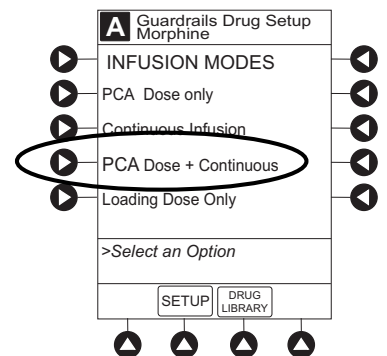 A Guardrails Drug Setup
Morphine
INFUSION MODES
PCA Dose only
Continuous Infusion
PCA Dose + Continuous
Loading Dose Only
>Select an Option
SETUP
DRUG
LIBRARY